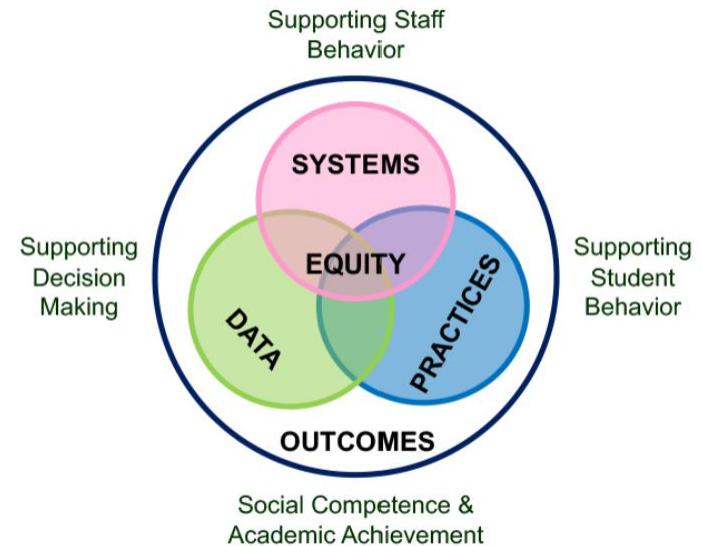 Supporting Staff
Behavior
SYSTEMS
EQUITY
Supporting
Decision
Making
Supporting
Student
Behavior
DATA
PRACTICES
OUTCOMES
Social Competence &
Academic Achievement